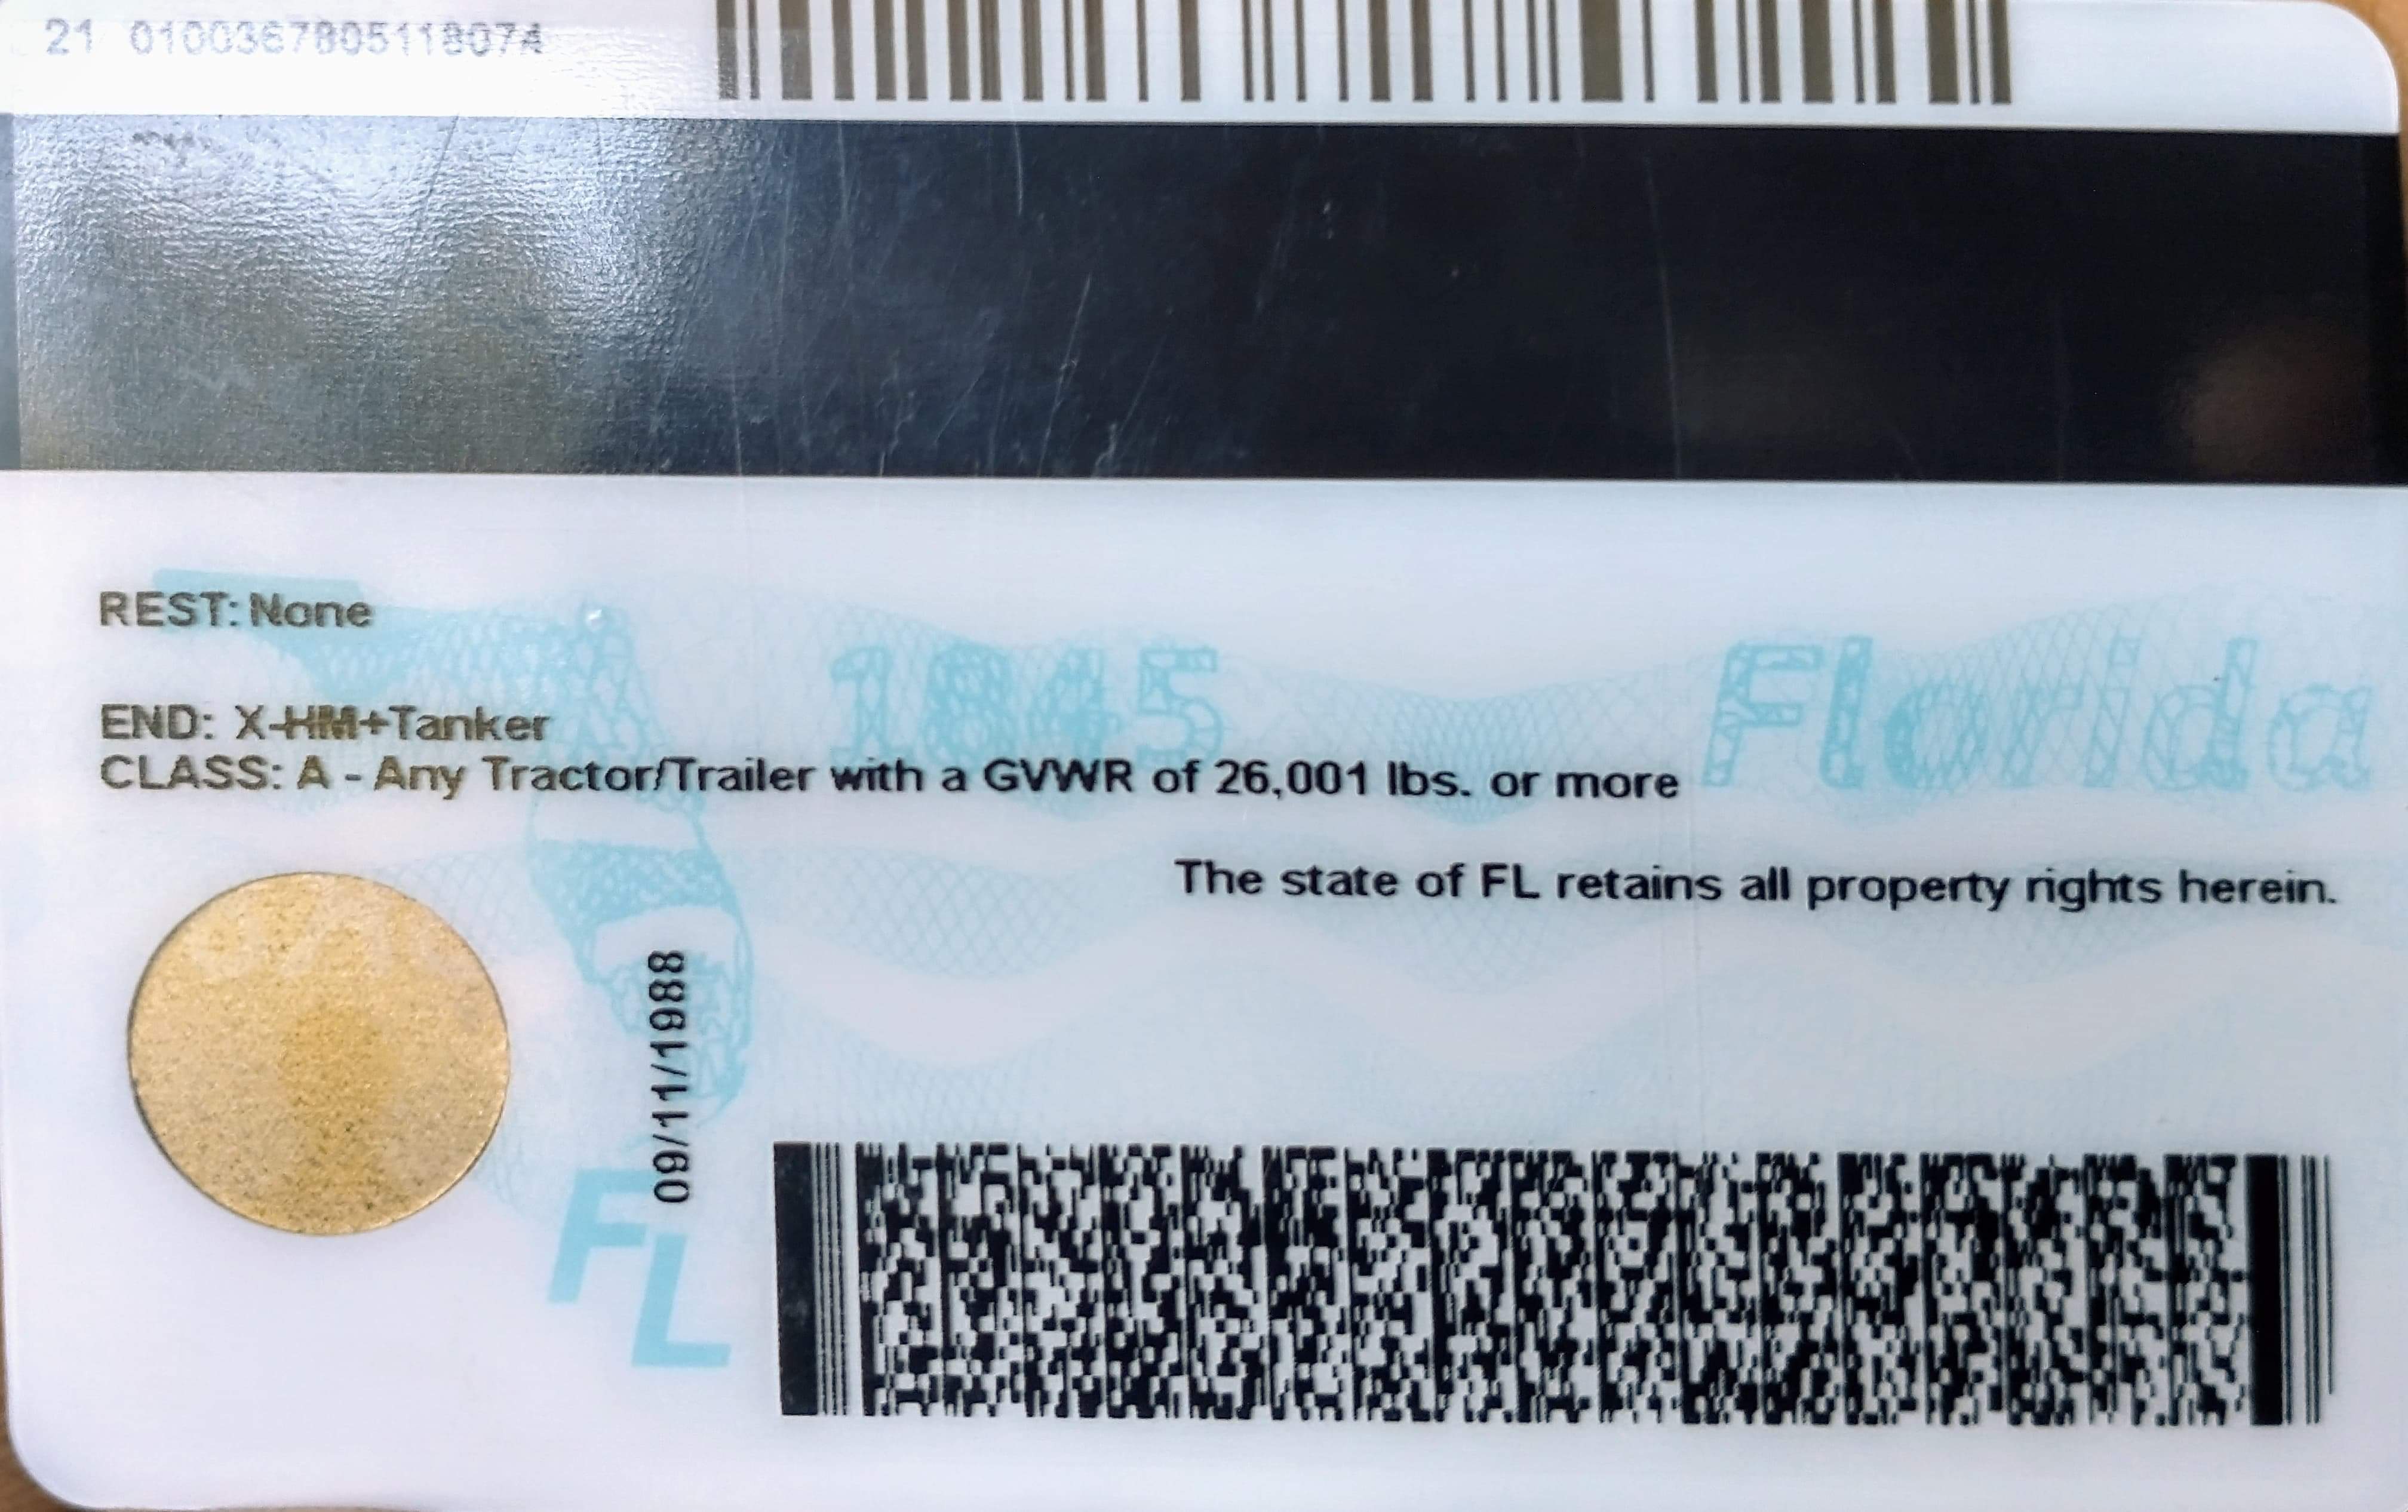 21 0100367805118074
REST: None
1845 Florida
END: X-HM+Tanker
CLASS: A - Any Tractor/Trailer with a GVWR of 26,001 lbs. or more
The state of FL retains all property rights herein.
09/11/1988
FL